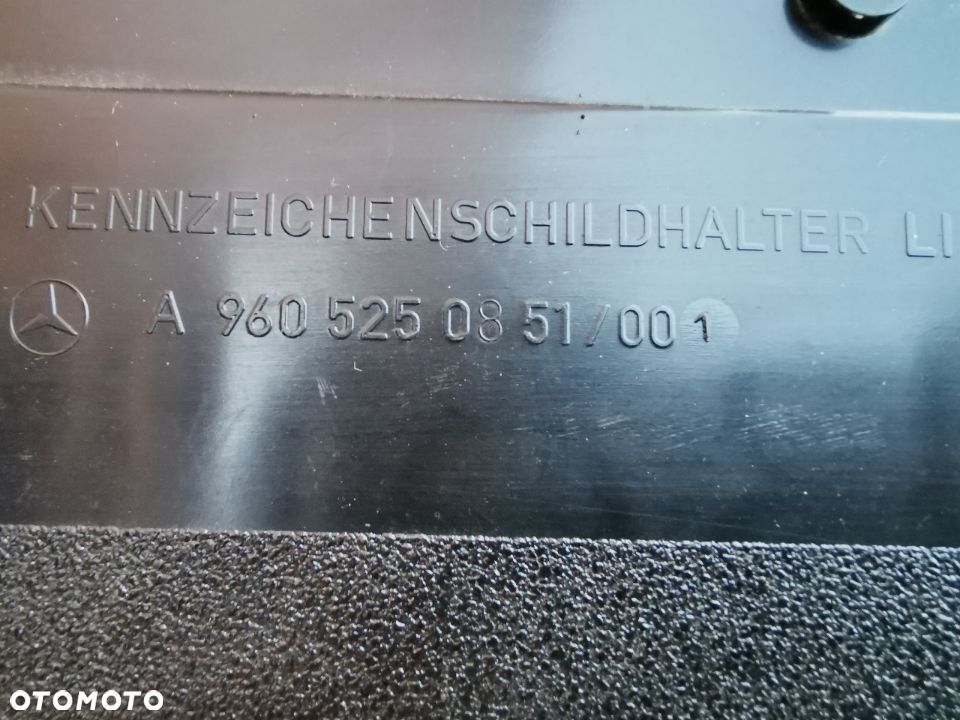 KENNZEICHENSCHILDHALTER LI
A 960 525 08 51/001
OTOMOTO